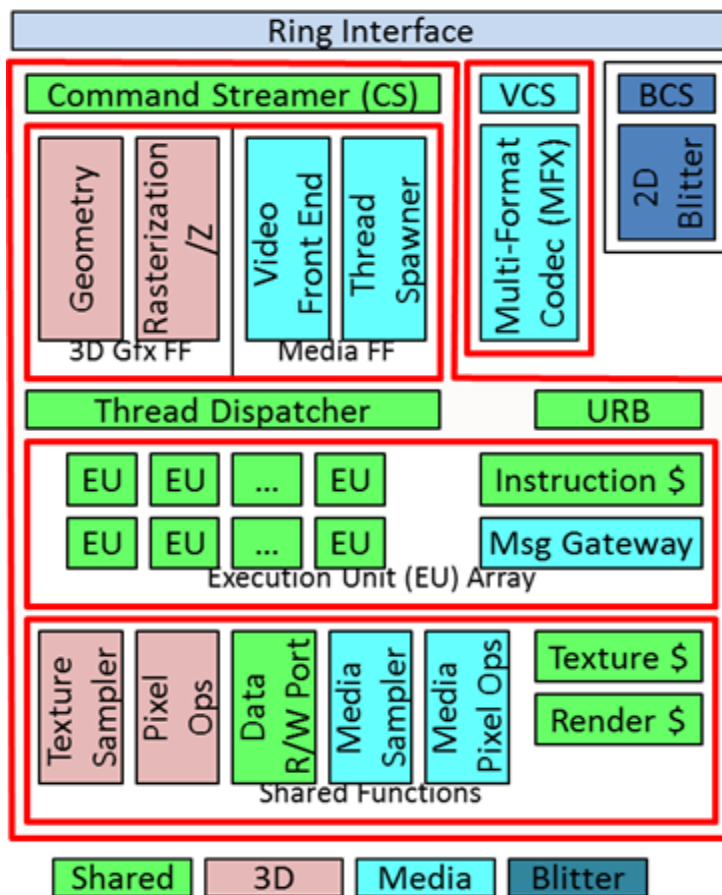 Ring Interface
Command Streamer (CS)
VCS
BCS
Geometry
Rasterization
/Z
Video
Front End
Thread
Spawner
Multi-Format
Codec (MFX)
2D
Blitter
3D Gfx FF
Media FF
Thread Dispatcher
URB
EU
EU
...
EU
Instruction $
EU
EU
...
EU
Msg Gateway
Execution Unit (EU) Array
Texture
Sampler
Pixel
Ops
Data
R/W Port
Media
Sampler
Media
Pixel Ops
Texture $
Render $
Shared Functions
Shared
3D
Media
Blitter